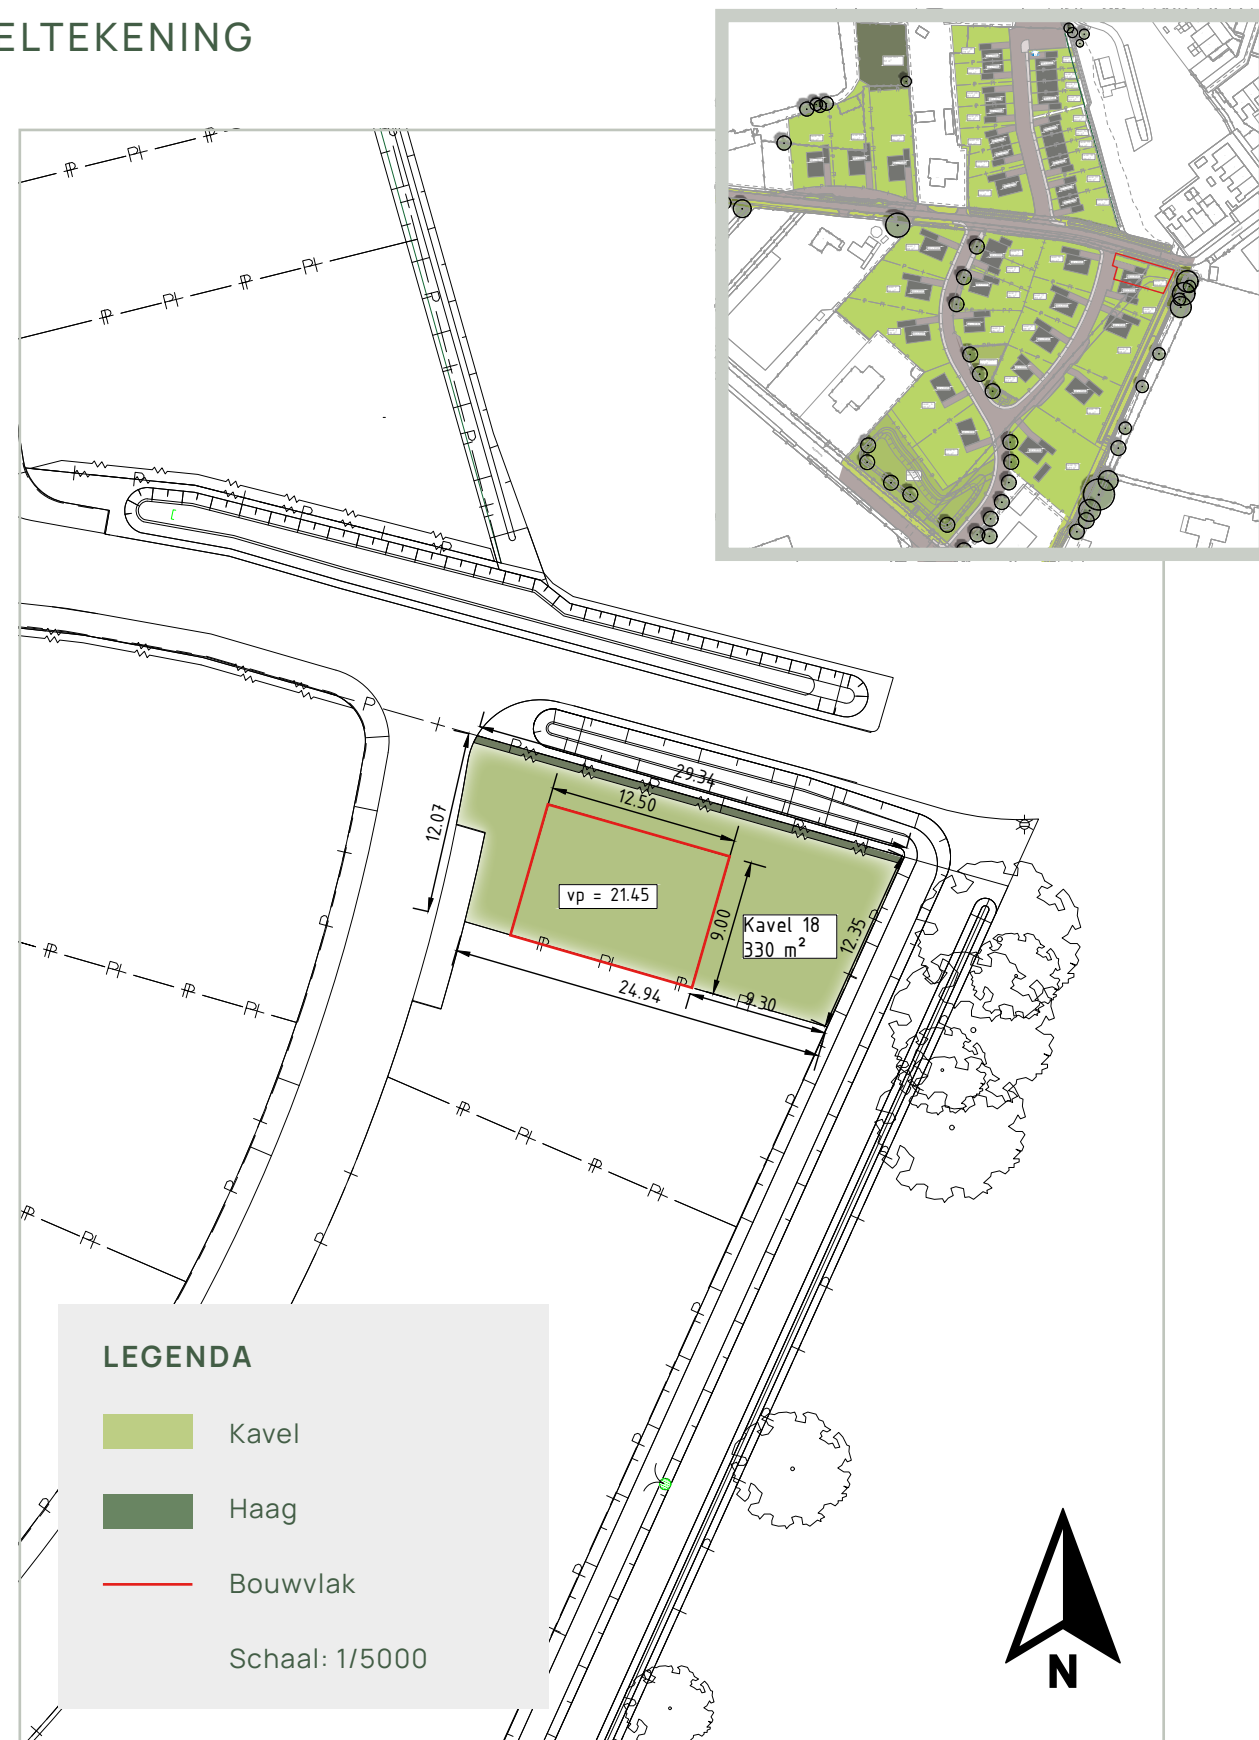 ELTEKENING
29.34
12.50
12.07
vp = 21.45
9.00
Kavel 18
330 m²
12.35
24.94
9.30
LEGENDA
Kavel
Haag
Bouwvlak
Schaal: 1/5000
N